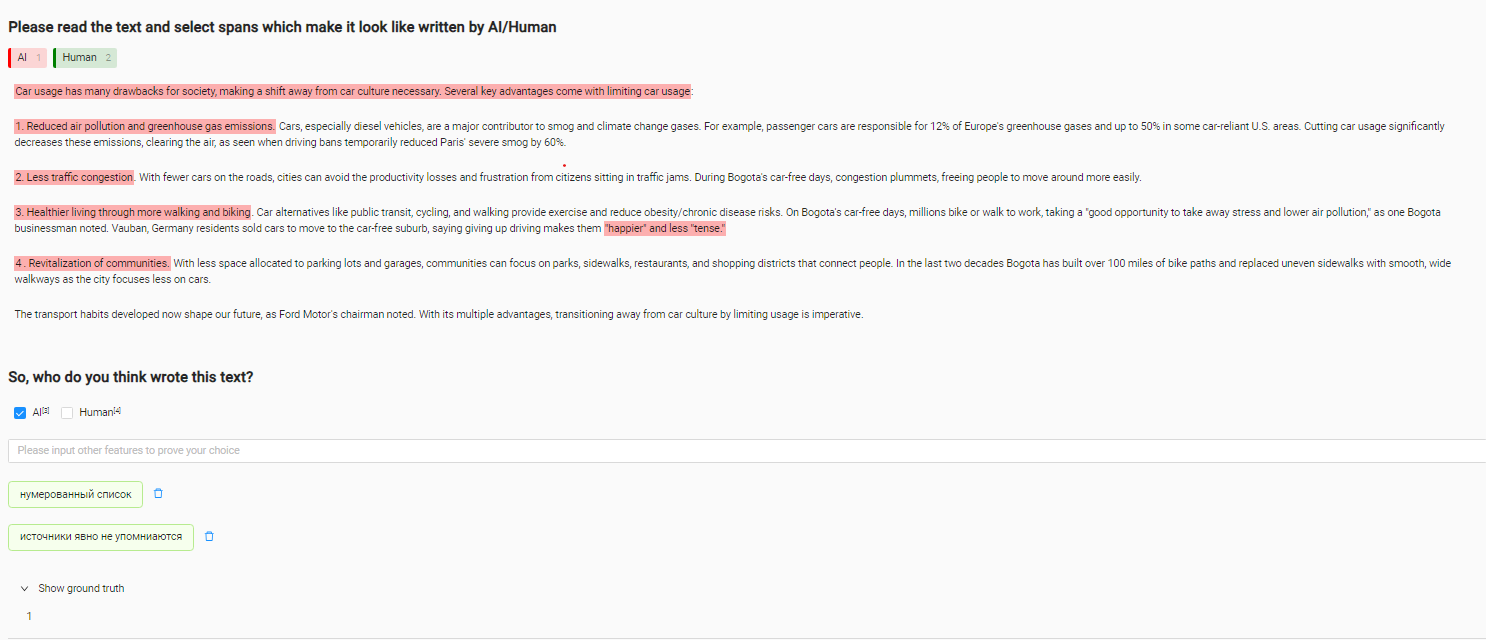 Please read the text and select spans which make it look like written by AI/Human
AI 1 Human 2
Car usage has many drawbacks for society, making a shift away from car culture necessary. Several key advantages come with limiting car usage:
1. Reduced air pollution and greenhouse gas emissions. Cars, especially diesel vehicles, are a major contributor to smog and climate change gases. For example, passenger cars are responsible for 12% of Europe's greenhouse gases and up to 50% in some car-reliant U.S. areas. Cutting car usage significantly
decreases these emissions, clearing the air, as seen when driving bans temporarily reduced Paris' severe smog by 60%.
2. Less traffic congestion. With fewer cars on the roads, cities can avoid the productivity losses and frustration from citizens sitting in traffic jams. During Bogota's car-free days, congestion plummets, freeing people to move around more easily.
3. Healthier living through more walking and biking. Car alternatives like public transit, cycling, and walking provide exercise and reduce obesity/chronic disease risks. On Bogota's car-free days, millions bike or walk to work, taking a "good opportunity to take away stress and lower air pollution," as one Bogota
businessman noted. Vauban, Germany residents sold cars to move to the car-free suburb, saying giving up driving makes them "happier" and less "tense."
4. Revitalization of communities. With less space allocated to parking lots and garages, communities can focus on parks, sidewalks, restaurants, and shopping districts that connect people. In the last two decades Bogota has built over 100 miles of bike paths and replaced uneven sidewalks with smooth, wide
walkways as the city focuses less on cars.
The transport habits developed now shape our future, as Ford Motor's chairman noted. With its multiple advantages, transitioning away from car culture by limiting usage is imperative.
So, who do you think wrote this text?
AI[3] Human[4]
Please input other features to prove your choice
нумерованный список
источники явно не упомниаются
Show ground truth
1